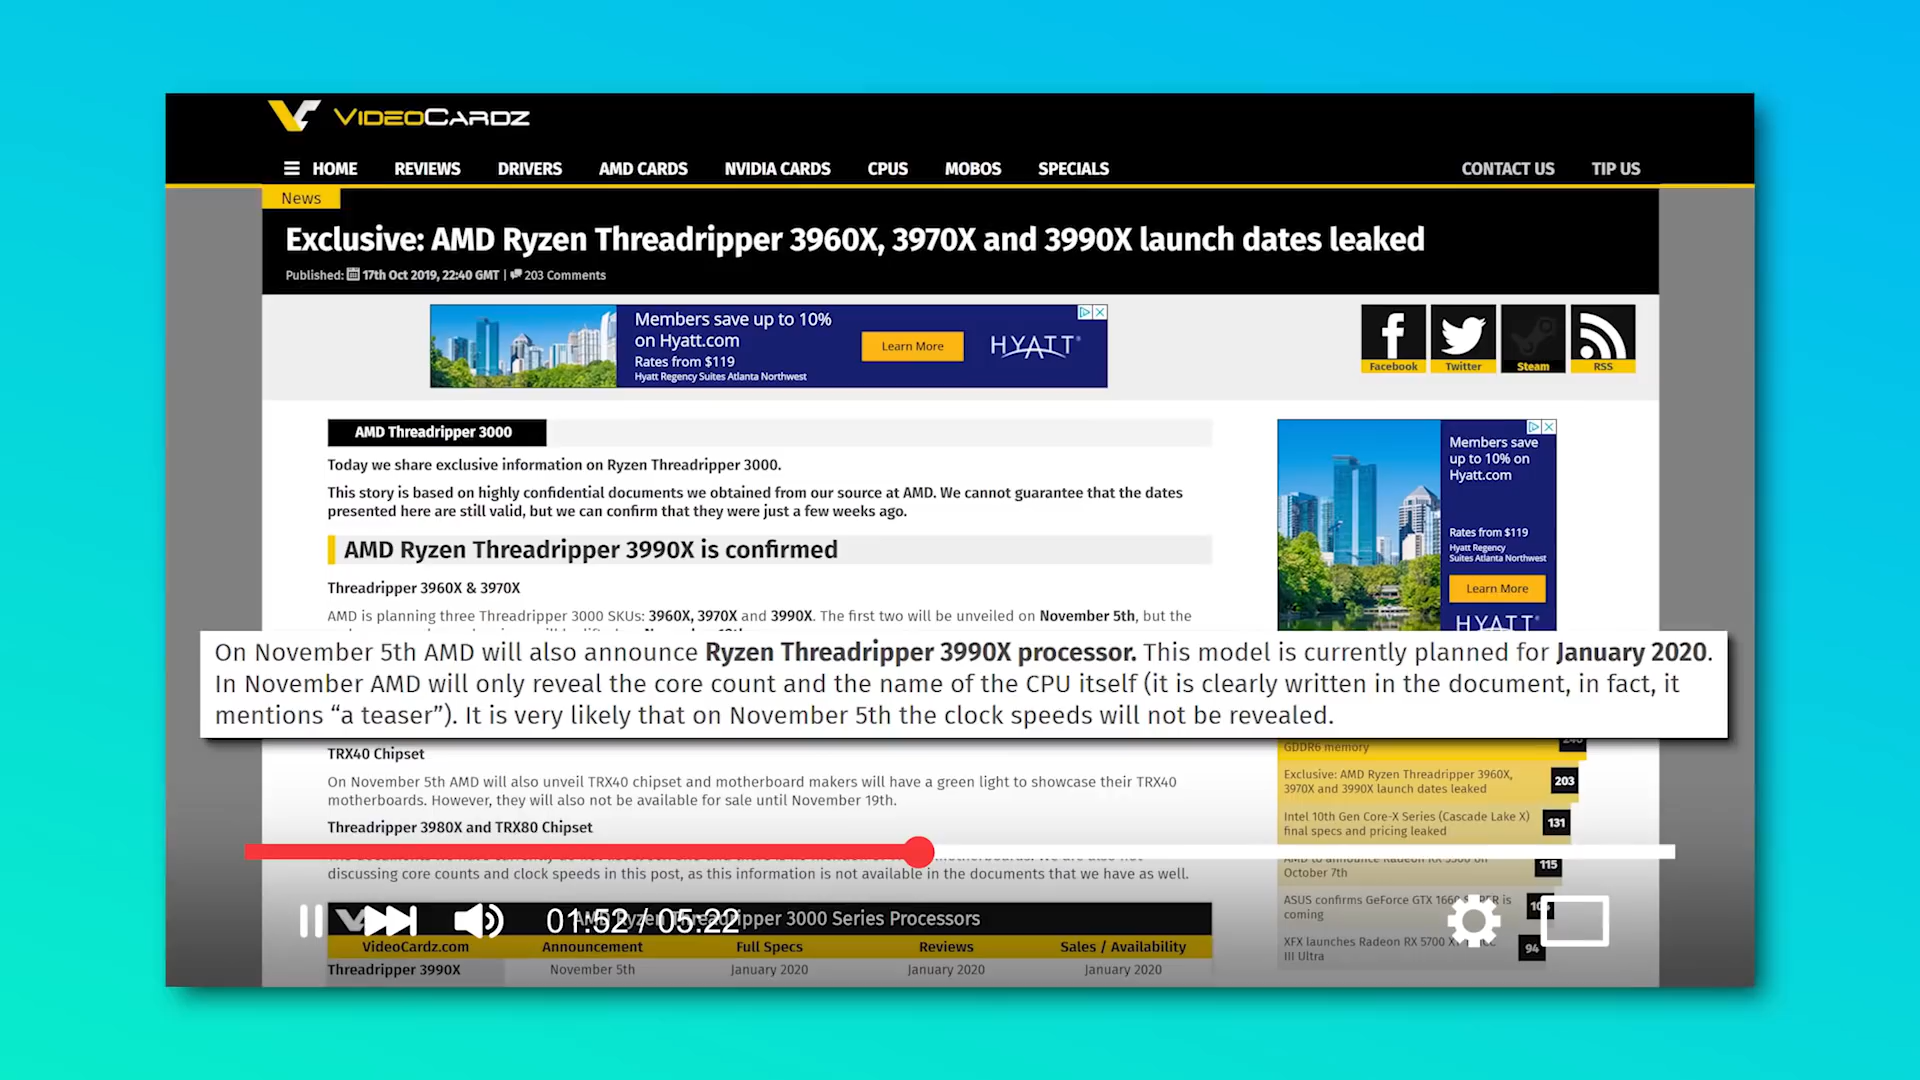 VIDEOCARDZ
HOME REVIEWS DRIVERS AMD CARDS NVIDIA CARDS CPUS MOBOS SPECIALS CONTACT US TIP US
News
Exclusive: AMD Ryzen Threadripper 3960X, 3970X and 3990X launch dates leaked
Published: 17th Oct 2019, 22:40 GMT | 203 Comments
Members save up to 10%
on Hyatt.com
Rates from $119
Hyatt Regency Suites Atlanta Northwest
Learn More
HYATT
Facebook Twitter Steam RSS
AMD Threadripper 3000
Today we share exclusive information on Ryzen Threadripper 3000.
This story is based on highly confidential documents we obtained from our source at AMD. We cannot guarantee that the dates
presented here are still valid, but we can confirm that they were just a few weeks ago.
AMD Ryzen Threadripper 3990X is confirmed
Threadripper 3960X & 3970X
AMD is planning three Threadripper 3000 SKUs: 3960X, 3970X and 3990X. The first two will be unveiled on November 5th, but the
Members save
up to 10% on
Hyatt.com
Rates from $119
Hyatt Regency
Suites Atlanta Northwest
Learn More
HYATT
On November 5th AMD will also announce Ryzen Threadripper 3990X processor. This model is currently planned for January 2020.
In November AMD will only reveal the core count and the name of the CPU itself (it is clearly written in the document, in fact, it
mentions “a teaser”). It is very likely that on November 5th the clock speeds will not be revealed.
TRX40 Chipset
On November 5th AMD will also unveil TRX40 chipset and motherboard makers will have a green light to showcase their TRX40
motherboards. However, they will also not be available for sale until November 19th.
Threadripper 3980X and TRX80 Chipset
discussing core counts and clock speeds in this post, as this information is not available in the documents that we have as well.
GDDR6 memory
Exclusive: AMD Ryzen Threadripper 3960X,
3970X and 3990X launch dates leaked
203
Intel 10th Gen Core-X Series (Cascade Lake X)
final specs and pricing leaked
131
October 7th
115
ASUS confirms GeForce GTX 1660 is
coming
XFX launches Radeon RX 5700 XT
III Ultra
94
01:52 / 05:22
AMD Ryzen Threadripper 3000 Series Processors
VideoCardz.com Announcement Full Specs Reviews Sales / Availability
Threadripper 3990X November 5th January 2020 January 2020 January 2020